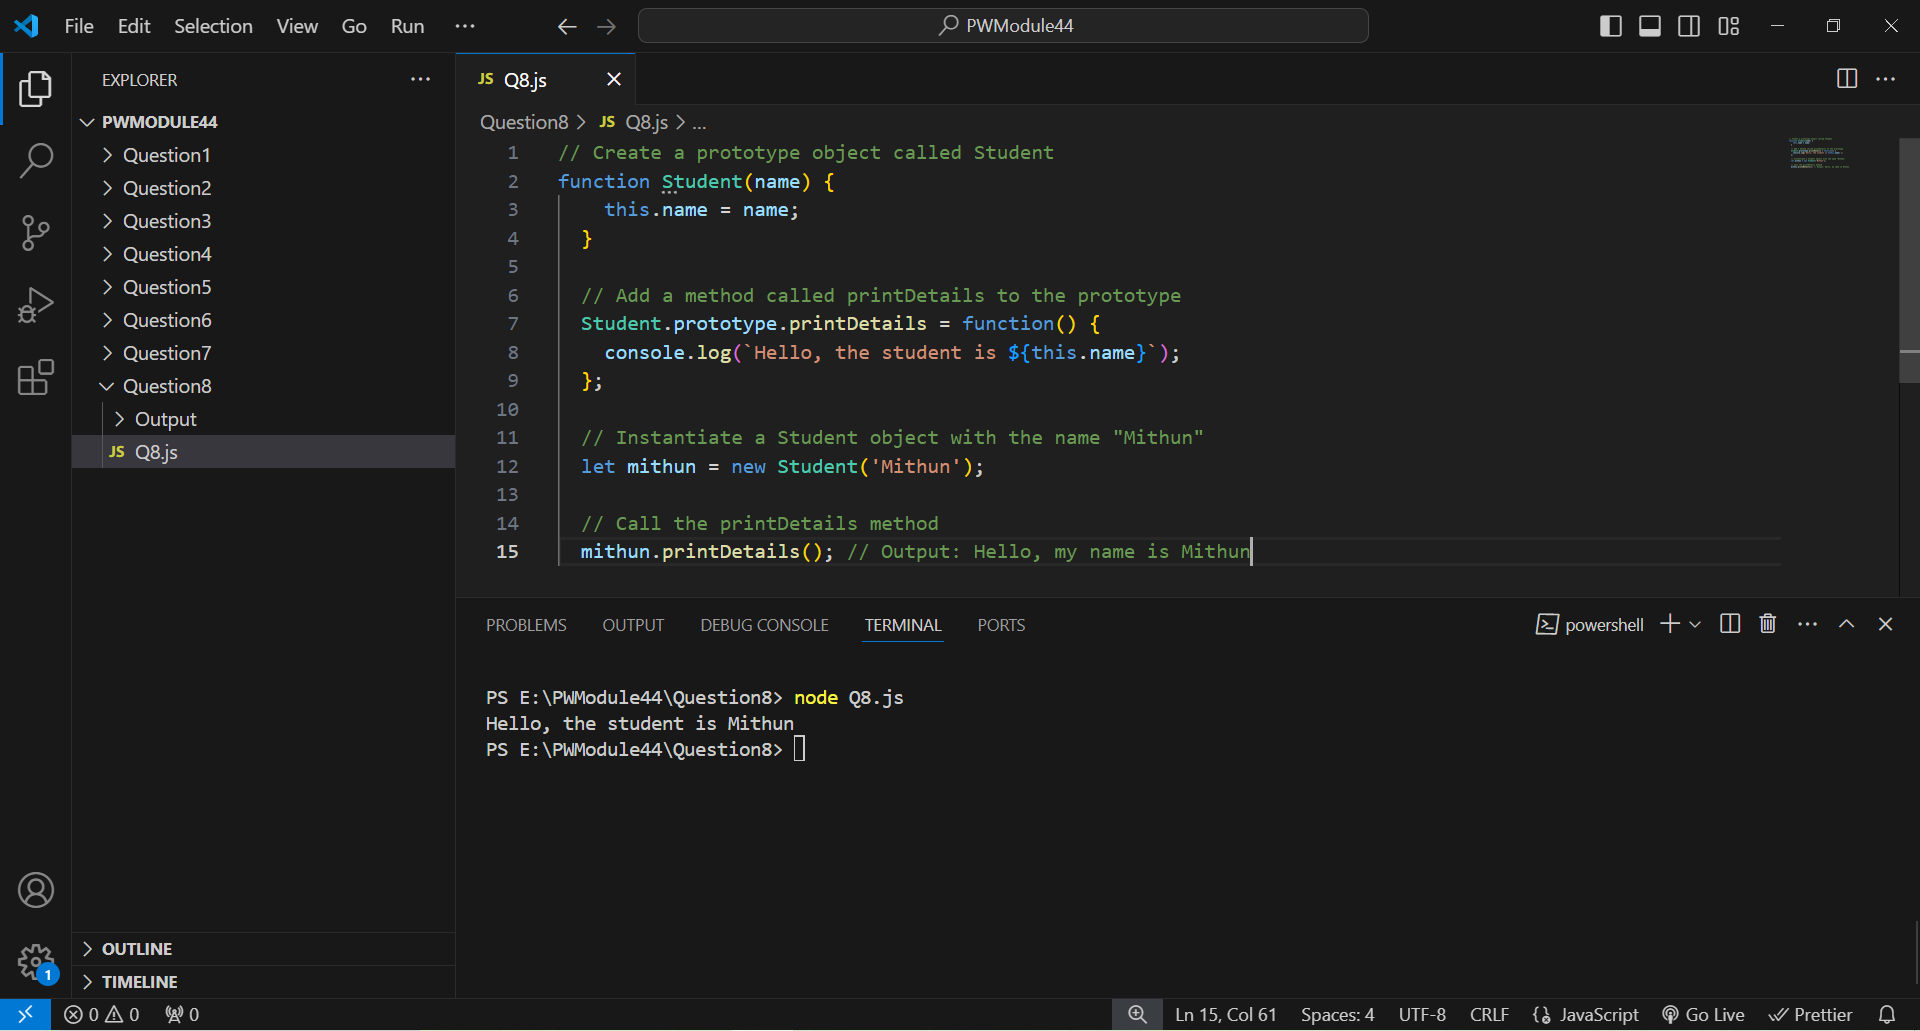 File Edit Selection View Go Run ... PWModule44
EXPLORER ...
PWMODULE44
Question1
Question2
Question3
Question4
Question5
Question6
Question7
Question8
Output
JS Q8.js
OUTLINE
TIMELINE
1
JS Q8.js
Question8 > JS Q8.js > ...
1 // Create a prototype object called Student
2 function Student(name) {
3 this.name = name;
4 }
5
6 // Add a method called printDetails to the prototype
7 Student.prototype.printDetails = function() {
8 console.log(`Hello, the student is ${this.name}`);
9 };
10
11 // Instantiate a Student object with the name "Mithun"
12 let mithun = new Student('Mithun');
13
14 // Call the printDetails method
15 mithun.printDetails(); // Output: Hello, my name is Mithun
PROBLEMS OUTPUT DEBUG CONSOLE TERMINAL PORTS powershell
PS E:\PWModule44\Question8> node Q8.js
Hello, the student is Mithun
PS E:\PWModule44\Question8>
0 0 0 Ln 15, Col 61 Spaces: 4 UTF-8 CRLF JavaScript Go Live Prettier